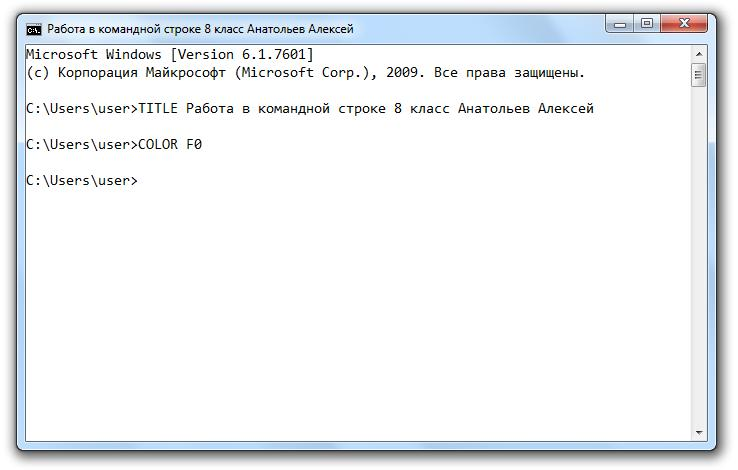 Работа в командной строке 8 класс Анатольев Алексей
Microsoft Windows [Version 6.1.7601]
(c) Корпорация Майкрософт (Microsoft Corp.), 2009. Все права защищены.
C:\Users\user>TITLE Работа в командной строке 8 класс Анатольев Алексей
C:\Users\user>COLOR F0
C:\Users\user>